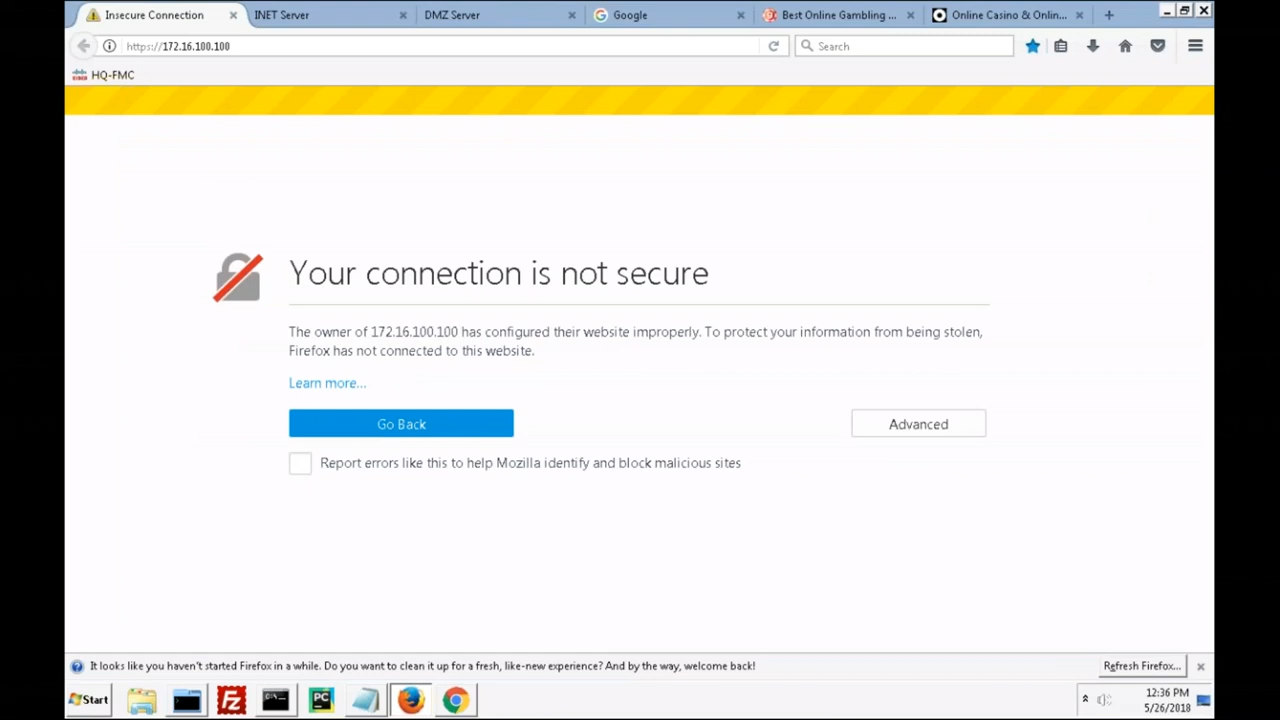 Insecure Connection
INET Server
DMZ Server
Google
Best Online Gambling ...
Online Casino & Onlin...
https://172.16.100.100
Search
HQ-FMC
Your connection is not secure
The owner of 172.16.100.100 has configured their website improperly. To protect your information from being stolen,
Firefox has not connected to this website.
Learn more...
Go Back
Advanced
Report errors like this to help Mozilla identify and block malicious sites
It looks like you haven't started Firefox in a while. Do you want to clean it up for a fresh, like-new experience? And by the way, welcome back!
Refresh Firefox...
Start
FZ
PC
12:36 PM
5/26/2018